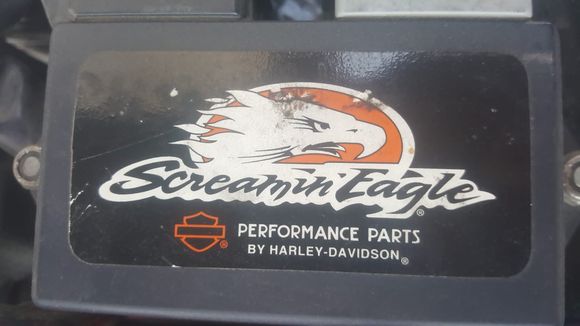 Screamin' Eagle®
PERFORMANCE PARTS
BY HARLEY-DAVIDSON®
®